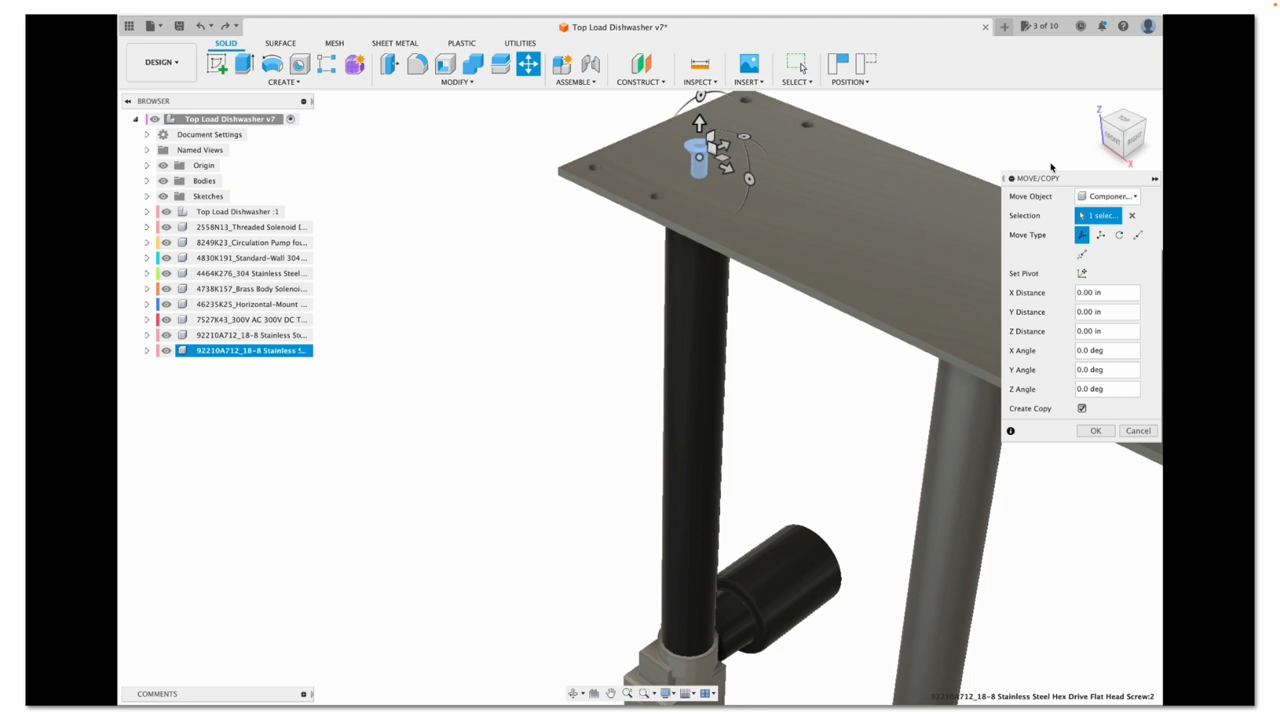 Top Load Dishwasher v7*
3 of 10
DESIGN
SOLID SURFACE MESH SHEET METAL PLASTIC UTILITIES
CREATE MODIFY ASSEMBLE CONSTRUCT INSPECT INSERT SELECT POSITION
BROWSER
Top Load Dishwasher v7
Document Settings
Named Views
Origin
Bodies
Sketches
Top Load Dishwasher :1
2558N13_Threaded Solenoid I...
8249K23_Circulation Pump fo...
4830K191_Standard-Wall 304...
4464K276_304 Stainless Steel...
4738K157_Brass Body Solenoi...
46235K25_Horizontal-Mount ...
7527K43_300V AC 300V DC T...
92210A712_18-8 Stainless Ste...
92210A712_18-8 Stainless S...
TOP
FRONT
RIGHT
Z
X
MOVE/COPY
Move Object Componen...
Selection 1 selec...
Move Type
Set Pivot
X Distance 0.00 in
Y Distance 0.00 in
Z Distance 0.00 in
X Angle 0.0 deg
Y Angle 0.0 deg
Z Angle 0.0 deg
Create Copy
OK Cancel
COMMENTS
92210A712_18-8 Stainless Steel Hex Drive Flat Head Screw:2